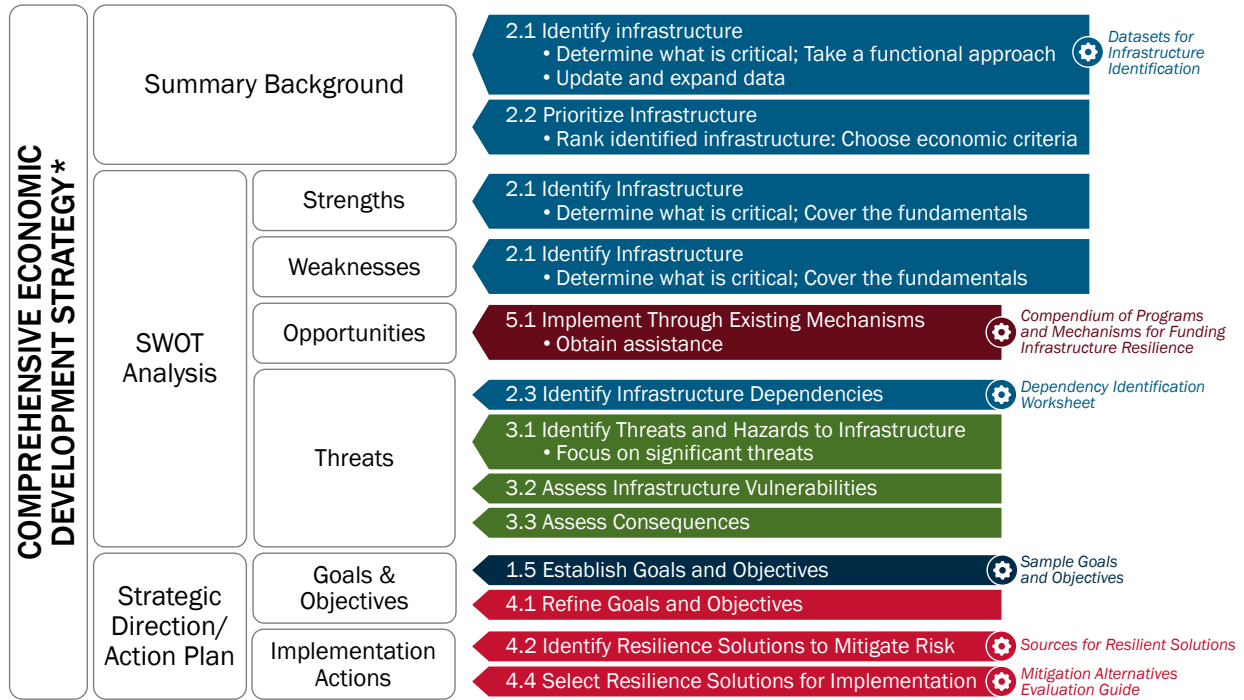 COMPREHENSIVE ECONOMIC
DEVELOPMENT STRATEGY*
Summary Background
2.1 Identify infrastructure
• Determine what is critical; Take a functional approach
• Update and expand data
Datasets for
Infrastructure
Identification
2.2 Prioritize Infrastructure
• Rank identified infrastructure: Choose economic criteria
SWOT
Analysis
Strengths
2.1 Identify Infrastructure
• Determine what is critical; Cover the fundamentals
Weaknesses
2.1 Identify Infrastructure
• Determine what is critical; Cover the fundamentals
Opportunities
5.1 Implement Through Existing Mechanisms
• Obtain assistance
Compendium of Programs
and Mechanisms for Funding
Infrastructure Resilience
Threats
2.3 Identify Infrastructure Dependencies
Dependency Identification
Worksheet
3.1 Identify Threats and Hazards to Infrastructure
• Focus on significant threats
3.2 Assess Infrastructure Vulnerabilities
3.3 Assess Consequences
Strategic
Direction/
Action Plan
Goals &
Objectives
1.5 Establish Goals and Objectives
Sample Goals
and Objectives
4.1 Refine Goals and Objectives
Implementation
Actions
4.2 Identify Resilience Solutions to Mitigate Risk
Sources for Resilient Solutions
4.4 Select Resilience Solutions for Implementation
Mitigation Alternatives
Evaluation Guide